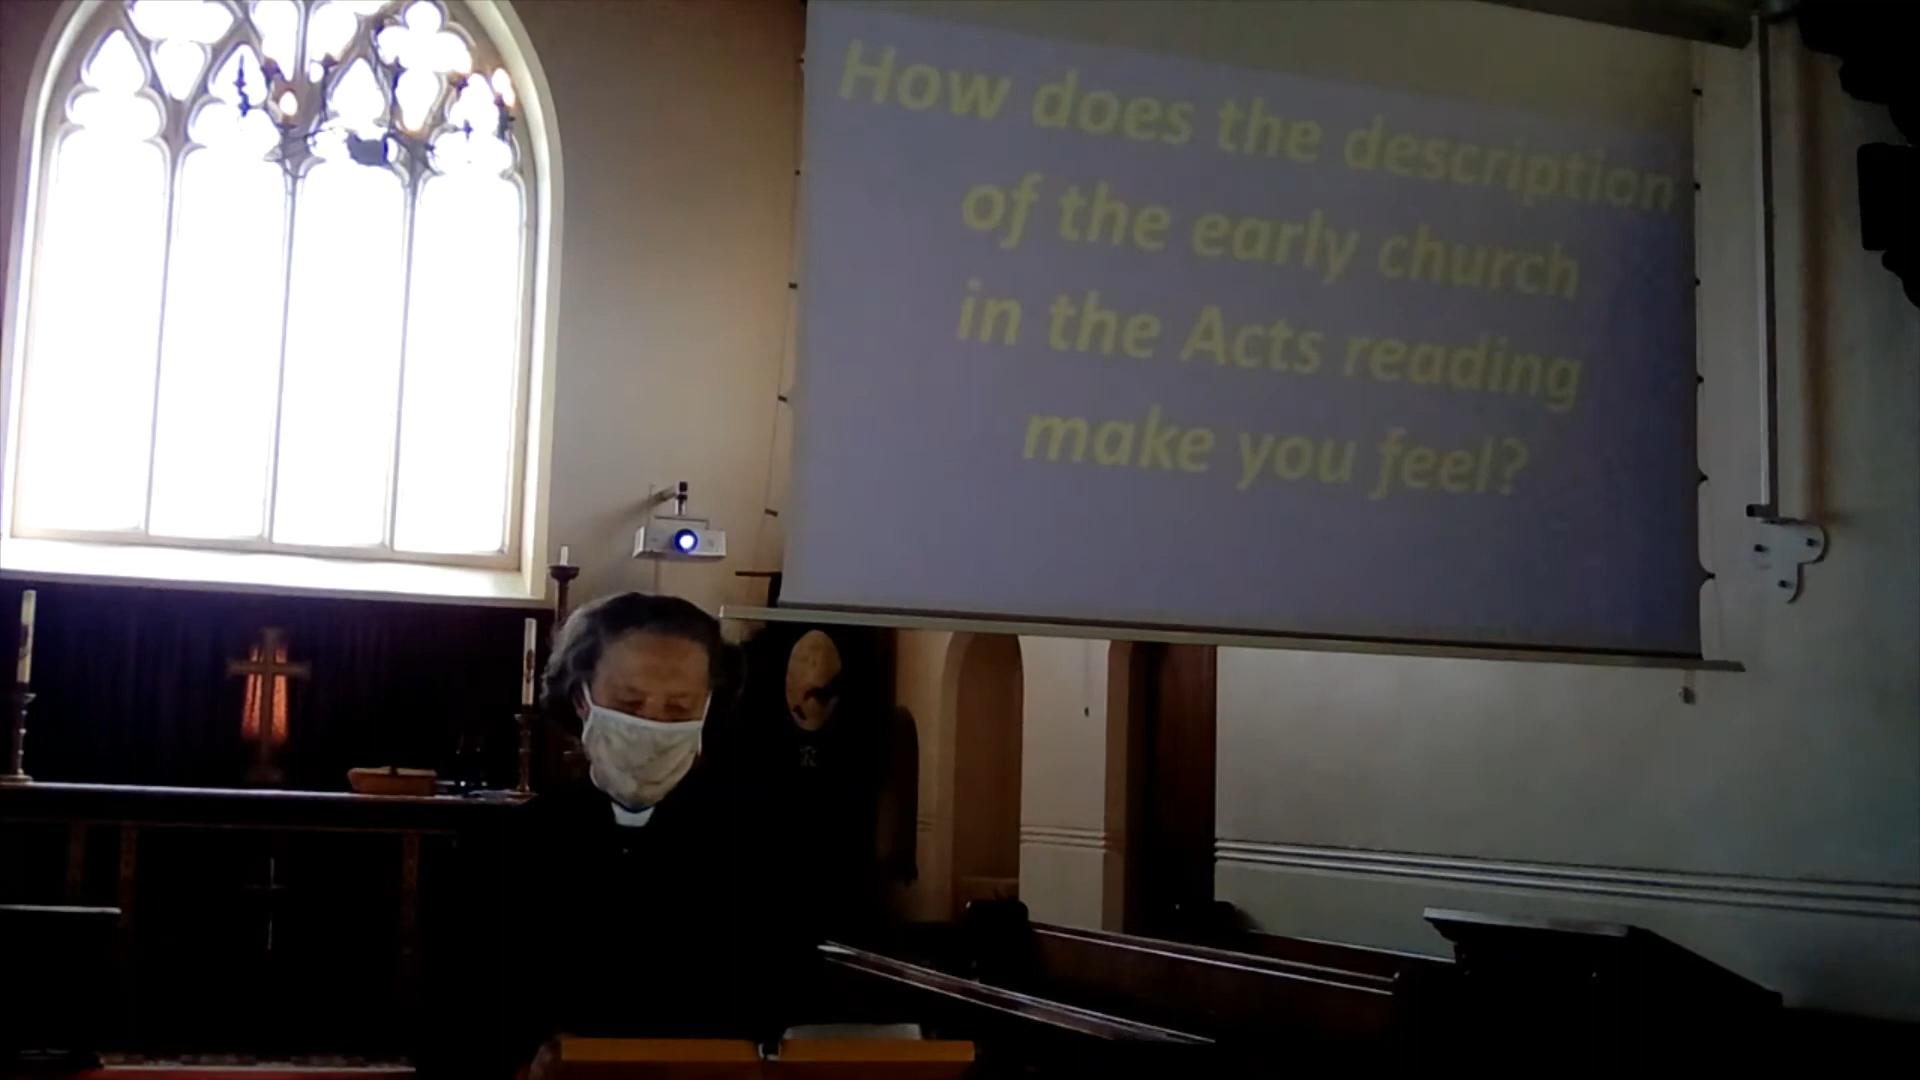 How does the description
of the early church
in the Acts reading
make you feel?